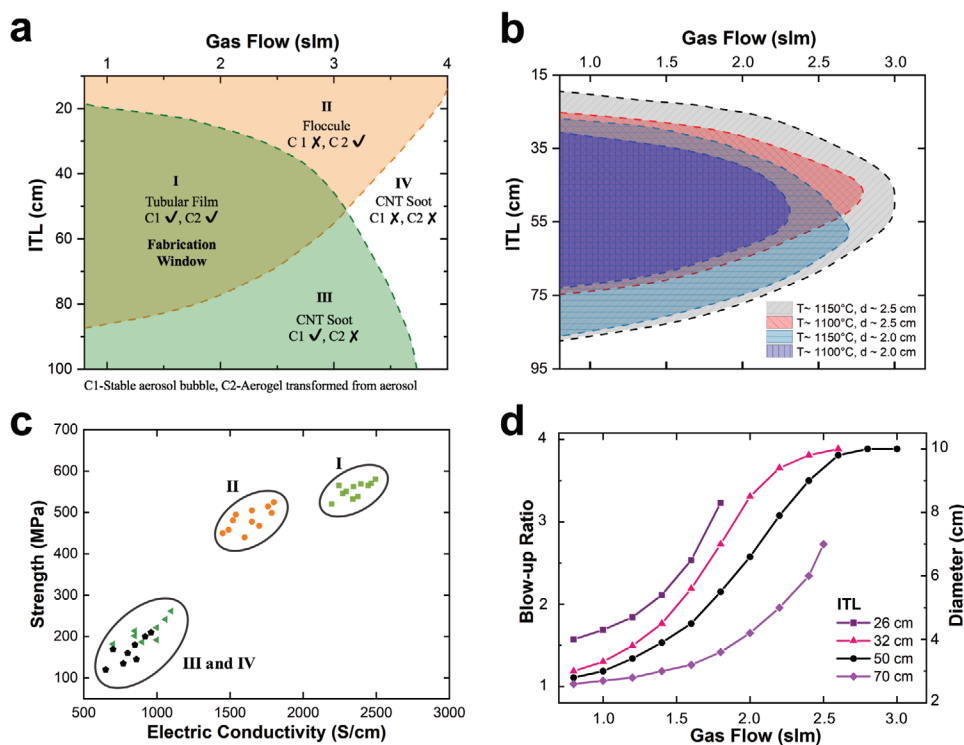 a
Gas Flow (slm)
1 2 3 4
ITL (cm)
20
40
60
80
100
II
Floccule
C 1 ✗, C 2 ✓
I
Tubular Film
C1 ✓, C2 ✓
Fabrication
Window
IV
CNT Soot
C1 ✗, C2 ✗
III
CNT Soot
C1 ✓, C2 ✗
C1-Stable aerosol bubble, C2-Aerogel transformed from aerosol
b
Gas Flow (slm)
1.0 1.5 2.0 2.5 3.0
ITL (cm)
15
35
55
75
95
T~ 1150°C, d ~ 2.5 cm
T~ 1100°C, d ~ 2.5 cm
T~ 1150°C, d ~ 2.0 cm
T~ 1100°C, d ~ 2.0 cm
c
Strength (MPa)
700
600
500
400
300
200
100
I
II
III and IV
500 1000 1500 2000 2500 3000
Electric Conductivity (S/cm)
d
Blow-up Ratio
4
3
2
1
Diameter (cm)
10
8
6
4
2
ITL
26 cm
32 cm
50 cm
70 cm
1.0 1.5 2.0 2.5 3.0
Gas Flow (slm)